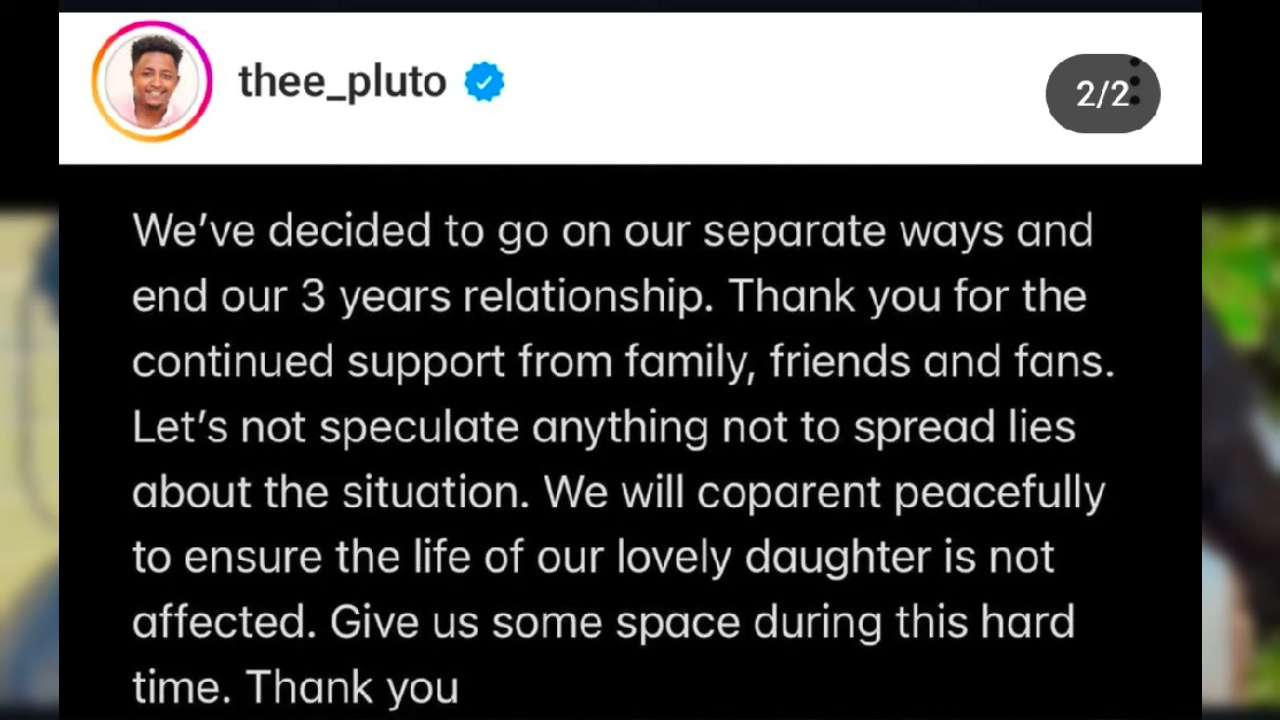 thee_pluto
2/2
We’ve decided to go on our separate ways and
end our 3 years relationship. Thank you for the
continued support from family, friends and fans.
Let’s not speculate anything not to spread lies
about the situation. We will coparent peacefully
to ensure the life of our lovely daughter is not
affected. Give us some space during this hard
time. Thank you